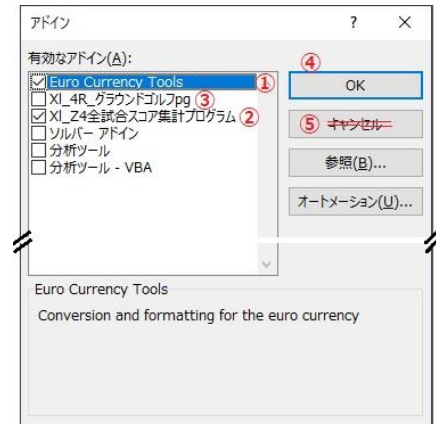 アドイン ? ×
有効なアドイン(A):
Euro Currency Tools ①
Xl_4R_グラウンドゴルフpg ③
Xl_Z4全試合スコア集計プログラム ②
ソルバー アドイン
分析ツール
分析ツール - VBA
④
OK
⑤ キャンセル
参照(B)...
オートメーション(U)...
Euro Currency Tools
Conversion and formatting for the euro currency